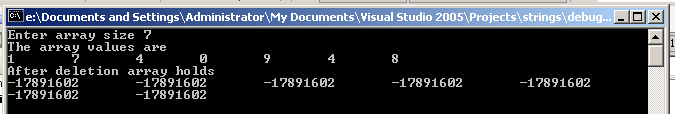 e:\Documents and Settings\Administrator\My Documents\Visual Studio 2005\Projects\strings\debug...
Enter array size 7
The array values are
1 7 4 0 9 4 8
After deletion array holds
-17891602 -17891602 -17891602 -17891602 -17891602
-17891602 -17891602